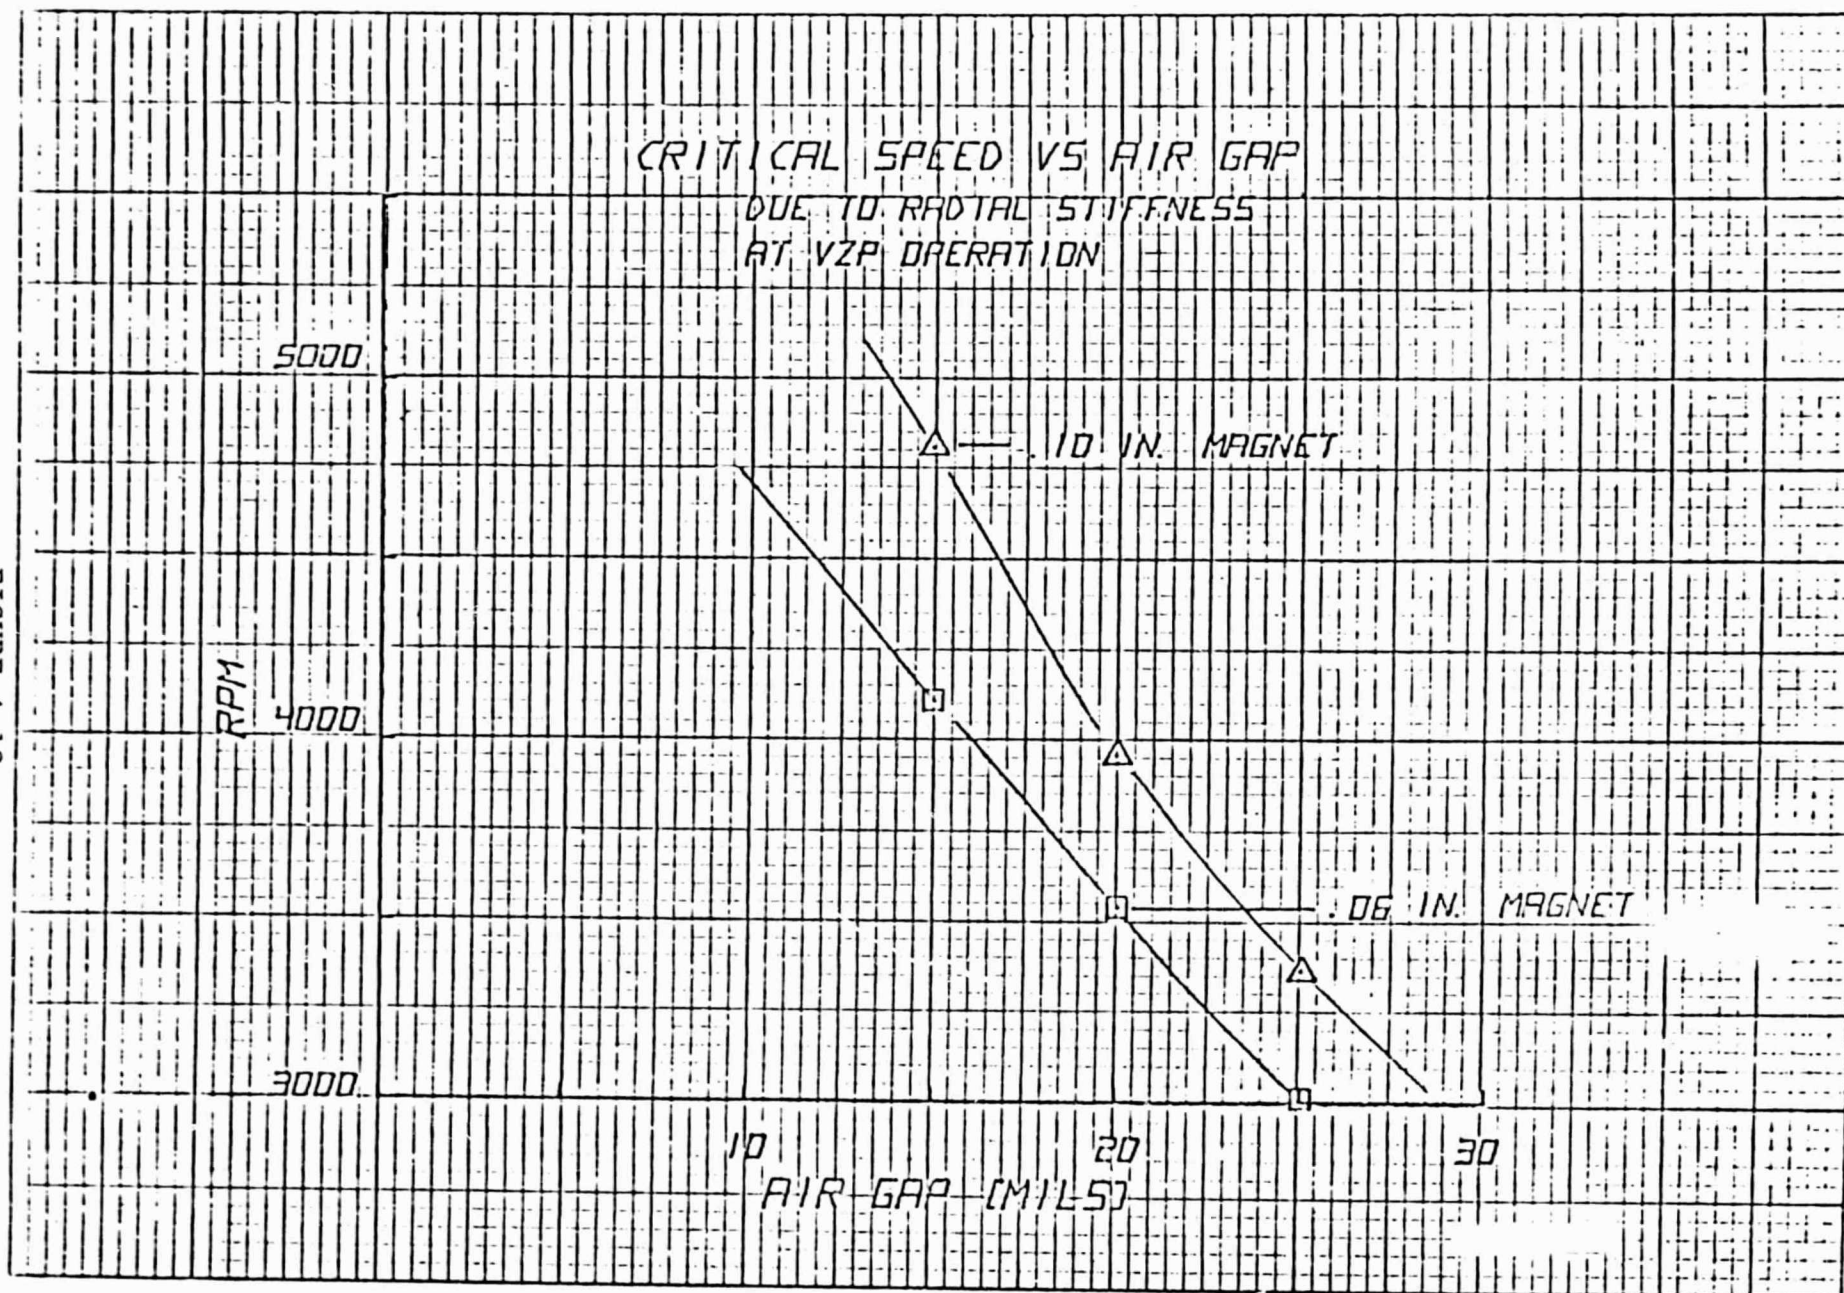 CRITICAL SPEED VS AIR GAP
DUE TO RADIAL STIFFNESS
AT VZP OPERATION
5000
.10 IN. MAGNET
RPM
4000
.06 IN. MAGNET
3000
10
20
30
AIR GAP (MILS)